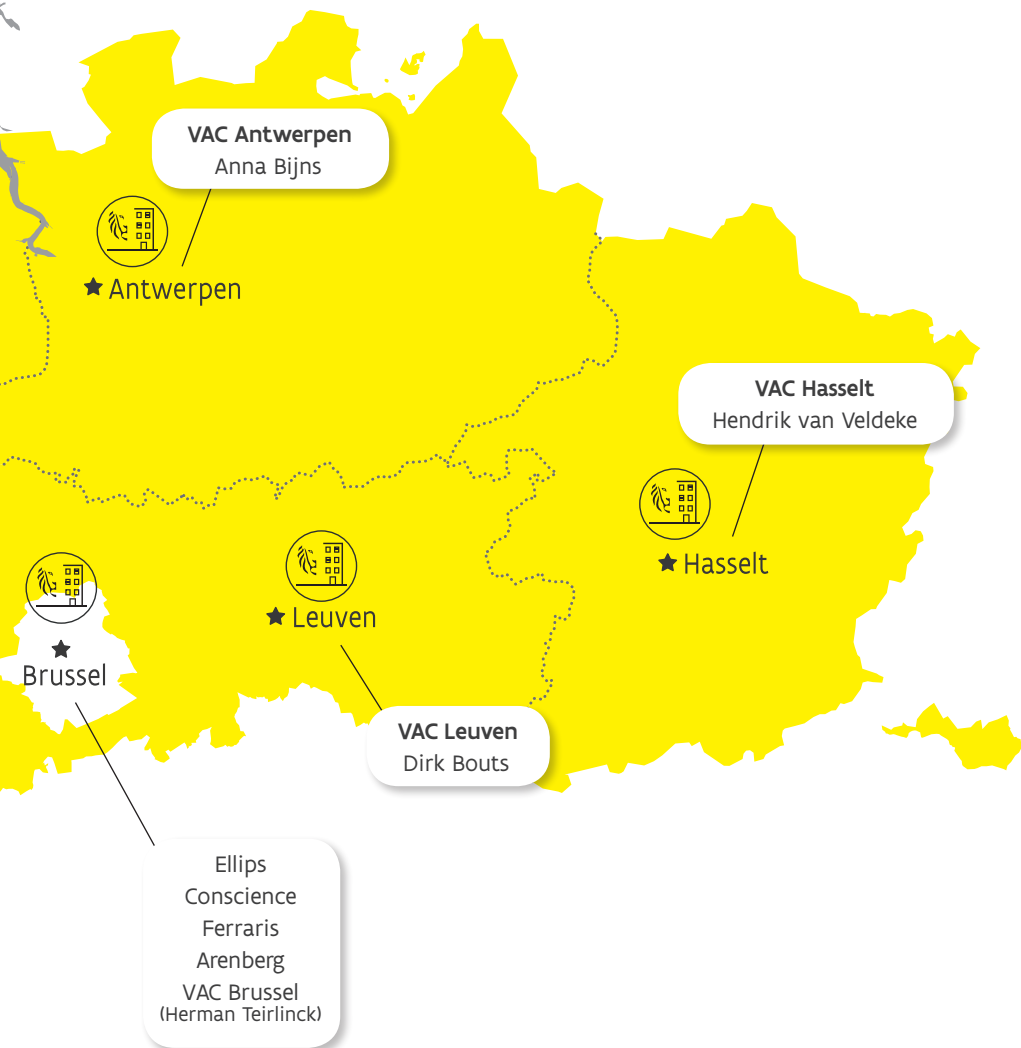 VAC Antwerpen
Anna Bijns
Antwerpen
VAC Hasselt
Hendrik van Veldeke
Hasselt
Leuven
Brussel
VAC Leuven
Dirk Bouts
Ellips
Conscience
Ferraris
Arenberg
VAC Brussel
(Herman Teirlinck)